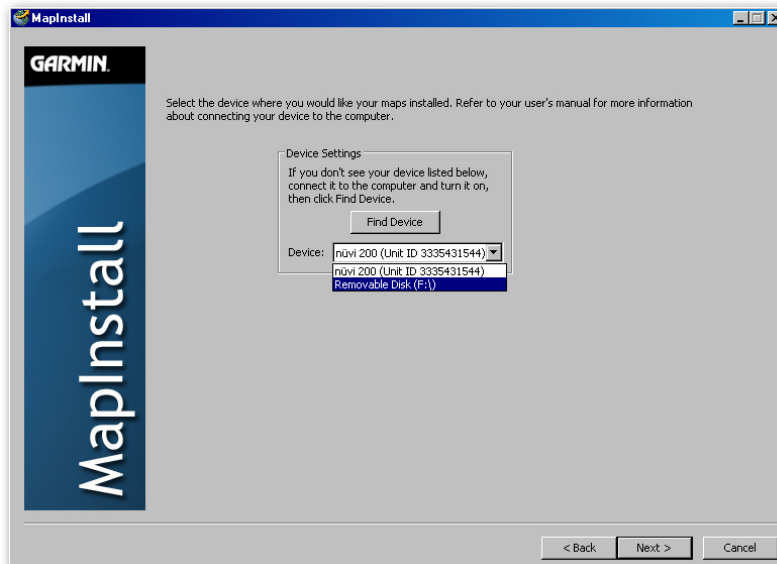 MapInstall
GARMIN.
MapInstall
Select the device where you would like your maps installed. Refer to your user's manual for more information
about connecting your device to the computer.
Device Settings
If you don't see your device listed below,
connect it to the computer and turn it on,
then click Find Device.
Find Device
Device: nüvi 200 (Unit ID 3335431544)
nüvi 200 (Unit ID 3335431544)
Removable Disk (F:\)
< Back Next > Cancel